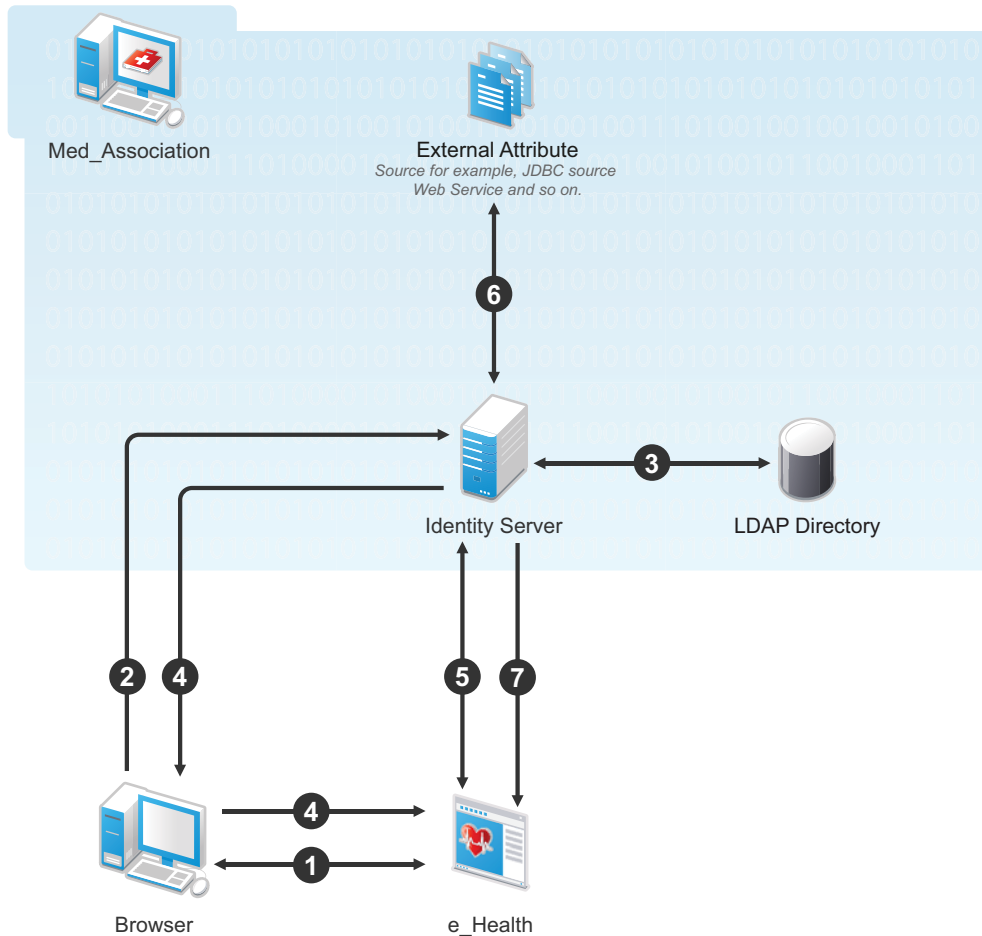 Med_Association
External Attribute
Source for example, JDBC source
Web Service and so on.
6
3
Identity Server
LDAP Directory
2
4
5
7
4
1
Browser
e_Health